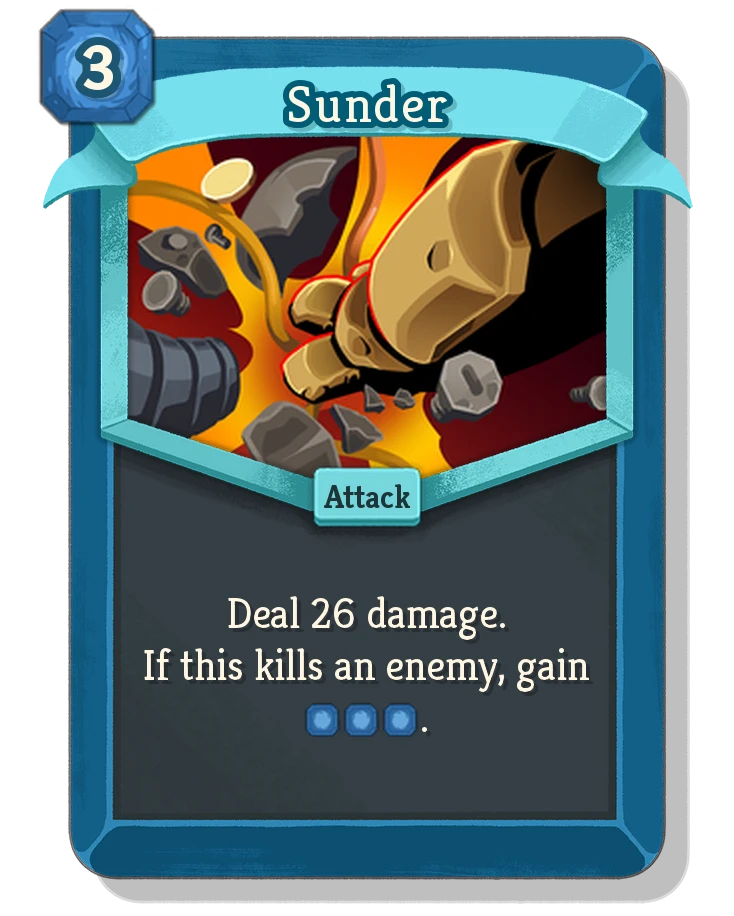 3
Sunder
Attack
Deal 26 damage.
If this kills an enemy, gain
.